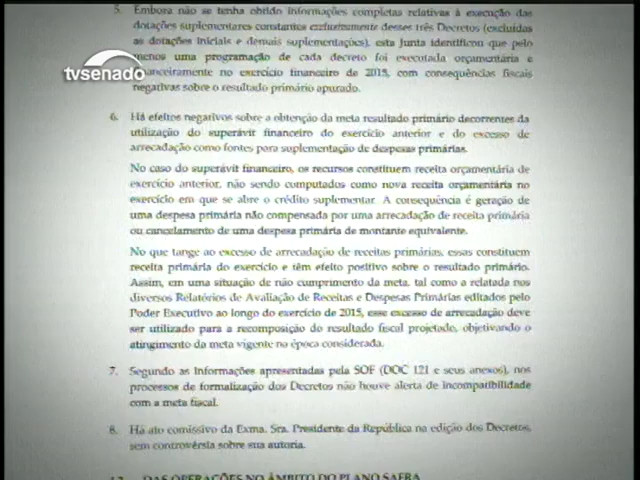 5. Embora não se tenha obtido informações completas relativas à execução das
dotações suplementares constantes exclusivamente desses três Decretos (excluídas
as dotações iniciais e demais suplementações), esta Junta identificou que pelo
menos uma programação de cada decreto foi executada orçamentária e
financeiramente no exercício financeiro de 2015, com consequências fiscais
negativas sobre o resultado primário apurado.
tvsenado
6. Há efeitos negativos sobre a obtenção da meta resultado primário decorrentes da
utilização do superávit financeiro do exercício anterior e do excesso de
arrecadação como fontes para suplementação de despesas primárias.
No caso do superávit financeiro, os recursos constituem receita orçamentária de
exercício anterior, não sendo computados como nova receita orçamentária no
exercício em que se abre o crédito suplementar. A consequência é geração de
uma despesa primária não compensada por uma arrecadação de receita primária
ou cancelamento de uma despesa primária de montante equivalente.
No que tange ao excesso de arrecadação de receitas primárias, essas constituem
receita primária do exercício e têm efeito positivo sobre o resultado primário.
Assim, em uma situação de não cumprimento da meta, tal como a relatada nos
diversos Relatórios de Avaliação de Receitas e Despesas Primárias editados pelo
Poder Executivo ao longo do exercício de 2015, esse excesso de arrecadação deve
ser utilizado para a recomposição do resultado fiscal projetado, objetivando o
atingimento da meta vigente na época considerada.
7. Segundo as informações apresentadas pela SOF (DOC 121 e seus anexos), nos
processos de formalização dos Decretos não houve alerta de incompatibilidade
com a meta fiscal.
8. Há ato comissivo da Exma. Sra. Presidente da República na edição dos Decretos,
sem controvérsia sobre sua autoria.
DAS OPERAÇÕES NO ÂMBITO DO PLANO SAFRA